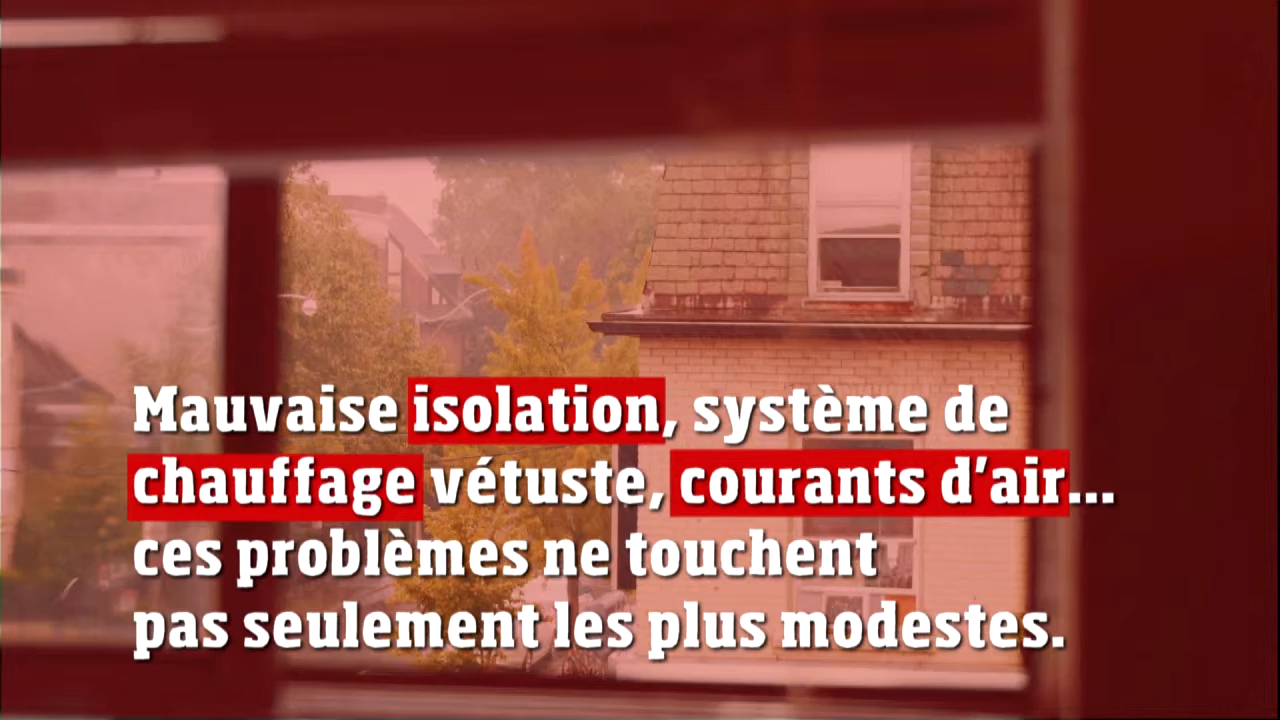 Mauvaise isolation, système de
chauffage vétuste, courants d’air...
ces problèmes ne touchent
pas seulement les plus modestes.